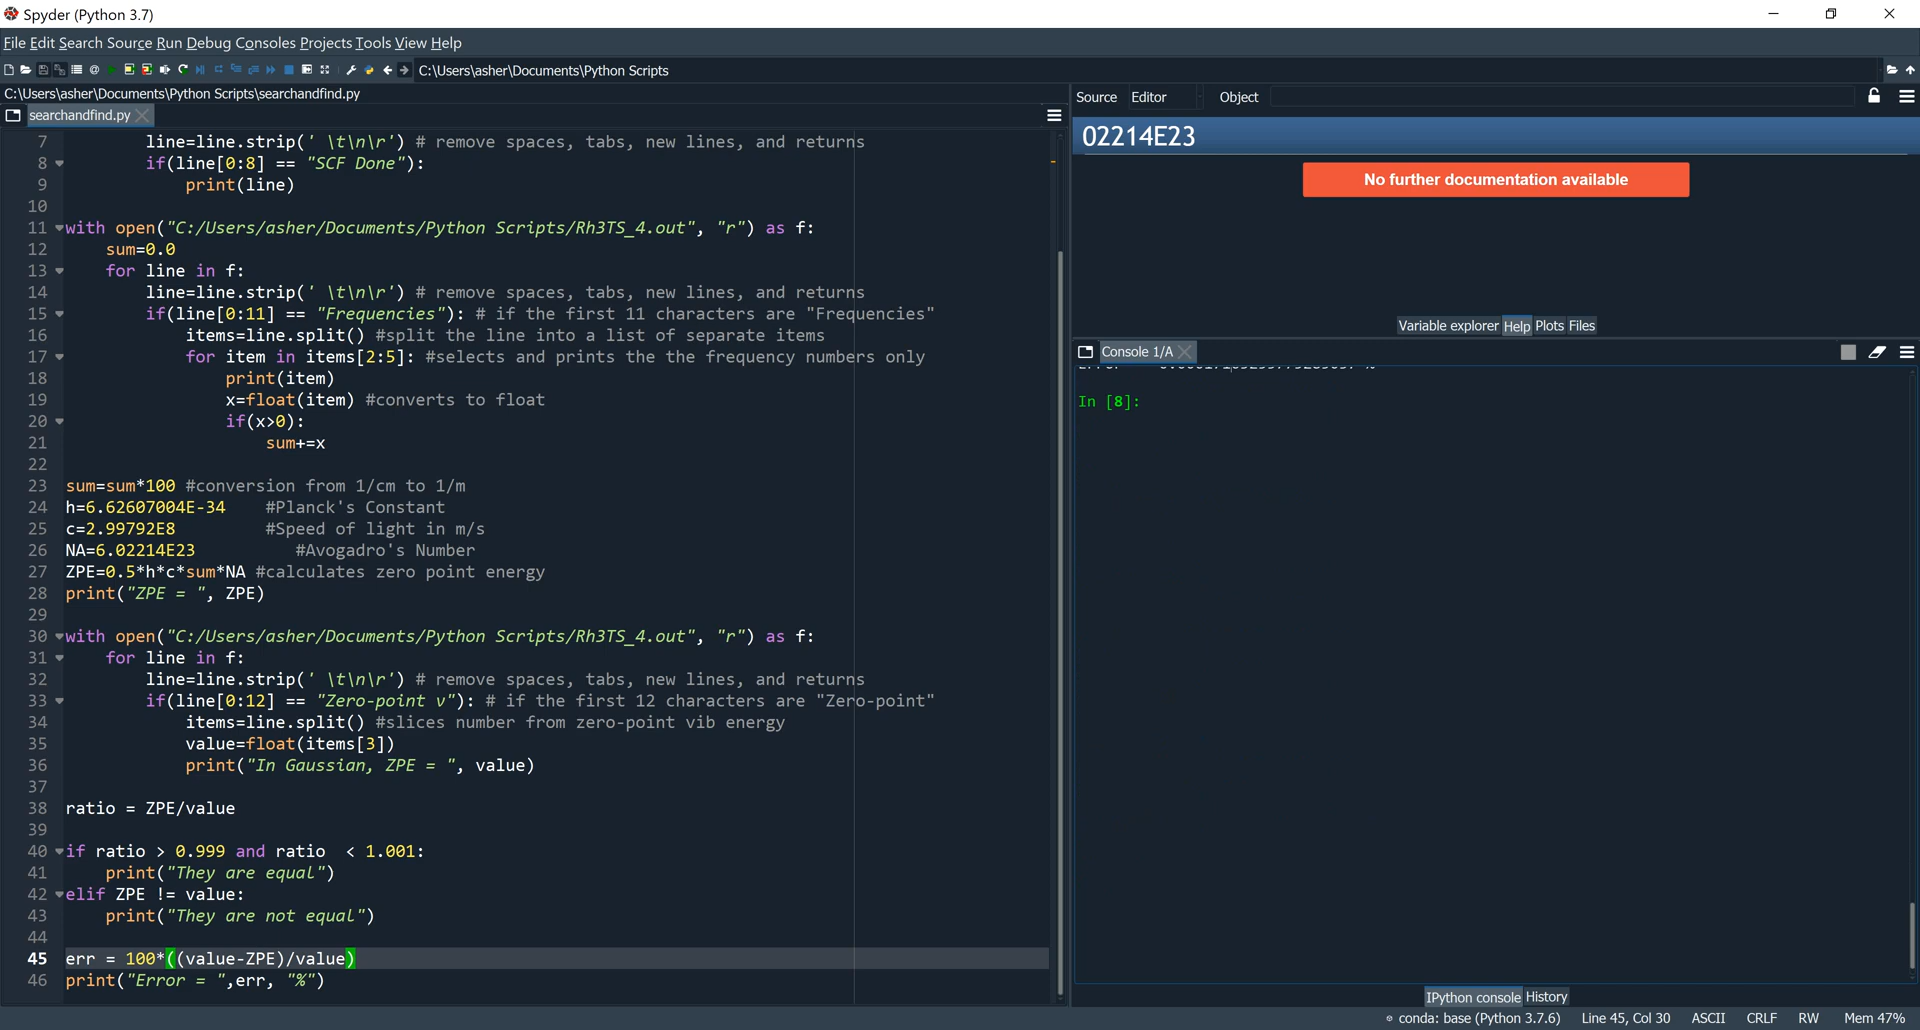 Spyder (Python 3.7)
File Edit Search Source Run Debug Consoles Projects Tools View Help
C:\Users\asher\Documents\Python Scripts
C:\Users\asher\Documents\Python Scripts\searchandfind.py
searchandfind.py
7 line=line.strip(' \t\n\r') # remove spaces, tabs, new lines, and returns
8 if(line[0:8] == "SCF Done"):
9 print(line)
10
11 with open("C:/Users/asher/Documents/Python Scripts/Rh3TS_4.out", "r") as f:
12 sum=0.0
13 for line in f:
14 line=line.strip(' \t\n\r') # remove spaces, tabs, new lines, and returns
15 if(line[0:11] == "Frequencies"): # if the first 11 characters are "Frequencies"
16 items=line.split() #split the line into a list of separate items
17 for item in items[2:5]: #selects and prints the the frequency numbers only
18 print(item)
19 x=float(item) #converts to float
20 if(x>0):
21 sum+=x
22
23 sum=sum*100 #conversion from 1/cm to 1/m
24 h=6.62607004E-34 #Planck's Constant
25 c=2.99792E8 #Speed of light in m/s
26 NA=6.02214E23 #Avogadro's Number
27 ZPE=0.5*h*c*sum*NA #calculates zero point energy
28 print("ZPE = ", ZPE)
29
30 with open("C:/Users/asher/Documents/Python Scripts/Rh3TS_4.out", "r") as f:
31 for line in f:
32 line=line.strip(' \t\n\r') # remove spaces, tabs, new lines, and returns
33 if(line[0:12] == "Zero-point v"): # if the first 12 characters are "Zero-point"
34 items=line.split() #slices number from zero-point vib energy
35 value=float(items[3])
36 print("In Gaussian, ZPE = ", value)
37
38 ratio = ZPE/value
39
40 if ratio > 0.999 and ratio < 1.001:
41 print("They are equal")
42 elif ZPE != value:
43 print("They are not equal")
44
45 err = 100*((value-ZPE)/value)
46 print("Error = ",err, "%")
Source Editor Object
02214E23
No further documentation available
Variable explorer Help Plots Files
Console 1/A
In [8]:
IPython console History
conda: base (Python 3.7.6) Line 45, Col 30 ASCII CRLF RW Mem 47%